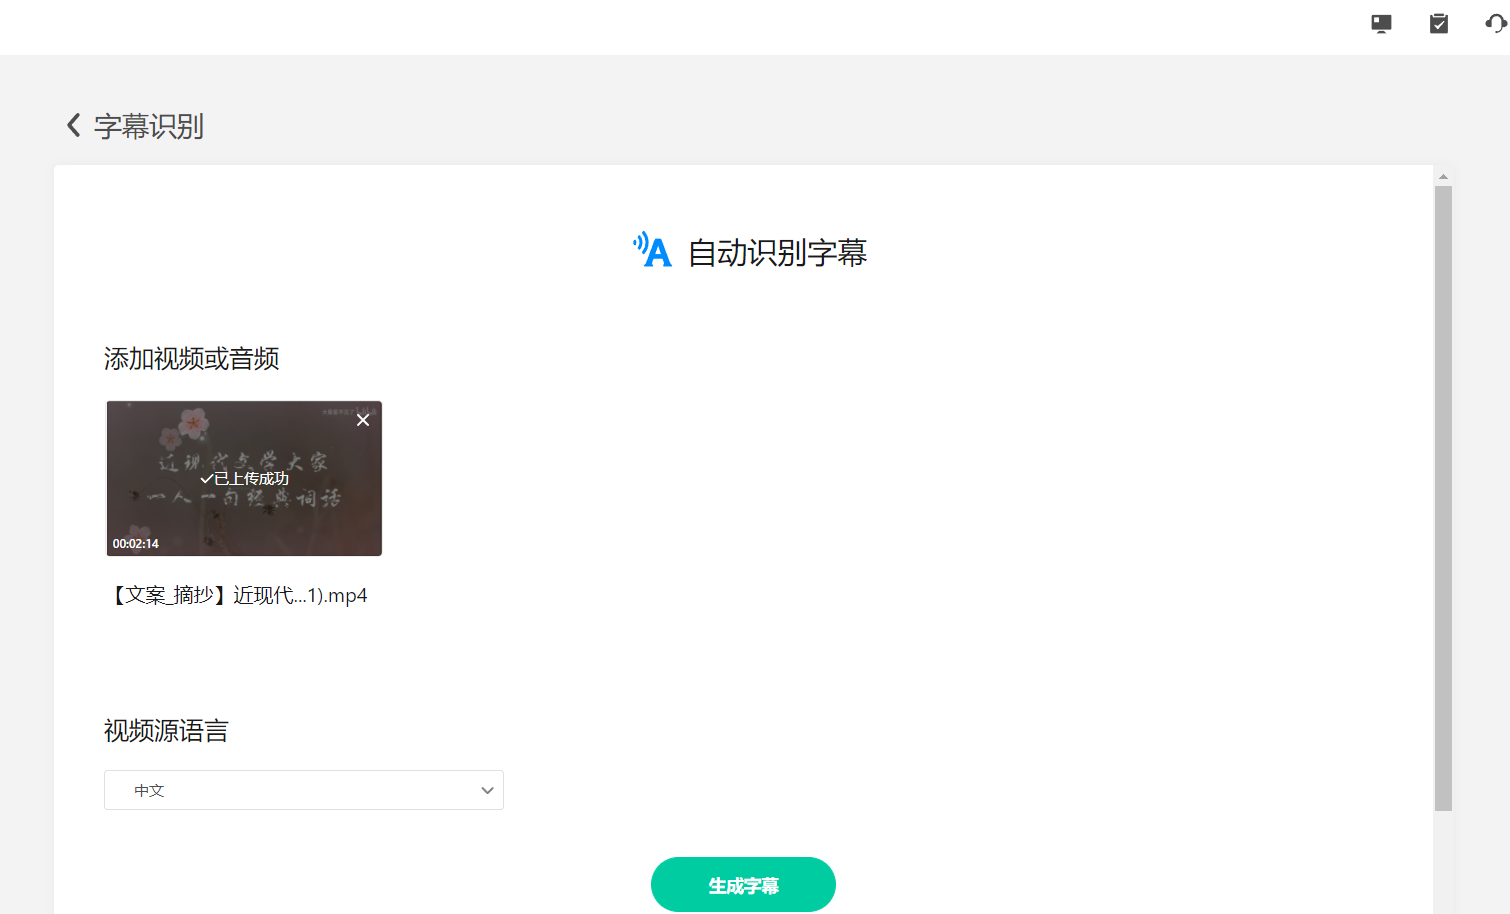 字幕识别
自动识别字幕
添加视频或音频
近现代文学大家
已上传成功
一人一句经典词话
00:02:14
【文案_摘抄】近现代...1).mp4
视频源语言
中文
生成字幕